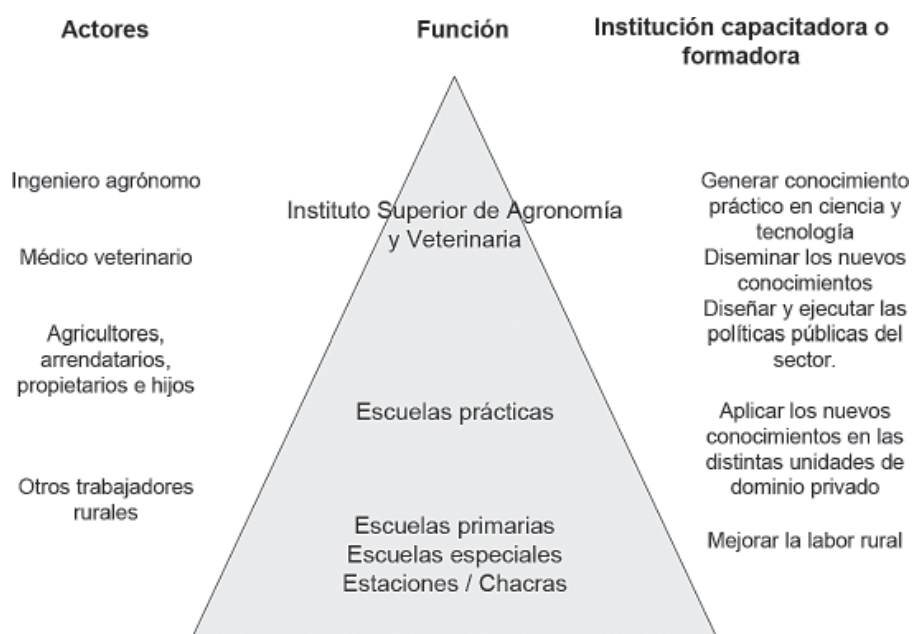 Actores
Función
Institución capacitadora o
formadora
Ingeniero agrónomo
Médico veterinario
Agricultores,
arrendatarios,
propietarios e hijos
Otros trabajadores
rurales
Instituto Superior de Agronomía
y Veterinaria
Escuelas prácticas
Escuelas primarias
Escuelas especiales
Estaciones / Chacras
Generar conocimiento
práctico en ciencia y
tecnología
Diseminar los nuevos
conocimientos
Diseñar y ejecutar las
políticas públicas del
sector.
Aplicar los nuevos
conocimientos en las
distintas unidades de
dominio privado
Mejorar la labor rural